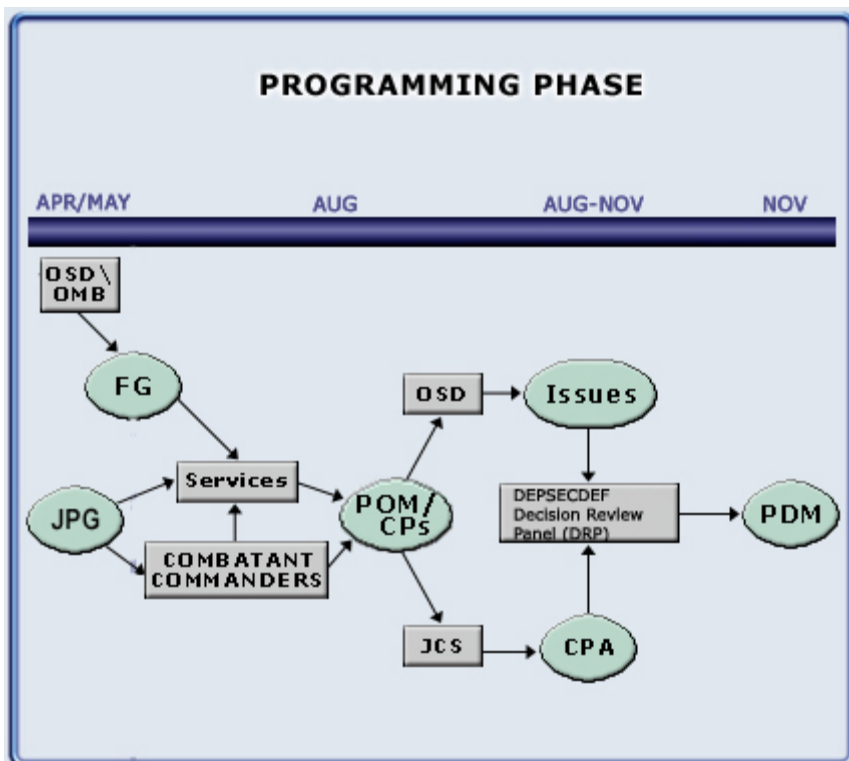 PROGRAMMING PHASE
APR/MAY
AUG
AUG-NOV
NOV
OSD\
OMB
FG
OSD
Issues
Services
JPG
POM/
CPs
DEPSECDEF
Decision Review
Panel (DRP)
PDM
COMBATANT
COMMANDERS
JCS
CPA